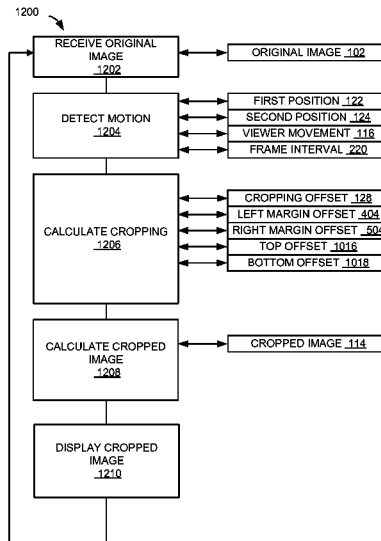 1200
RECEIVE ORIGINAL
IMAGE
1202
ORIGINAL IMAGE 102
DETECT MOTION
1204
FIRST POSITION 122
SECOND POSITION 124
VIEWER MOVEMENT 116
FRAME INTERVAL 220
CALCULATE CROPPING
1206
CROPPING OFFSET 128
LEFT MARGIN OFFSET 404
RIGHT MARGIN OFFSET 504
TOP OFFSET 1016
BOTTOM OFFSET 1018
CALCULATE CROPPED
IMAGE
1208
CROPPED IMAGE 114
DISPLAY CROPPED
IMAGE
1210